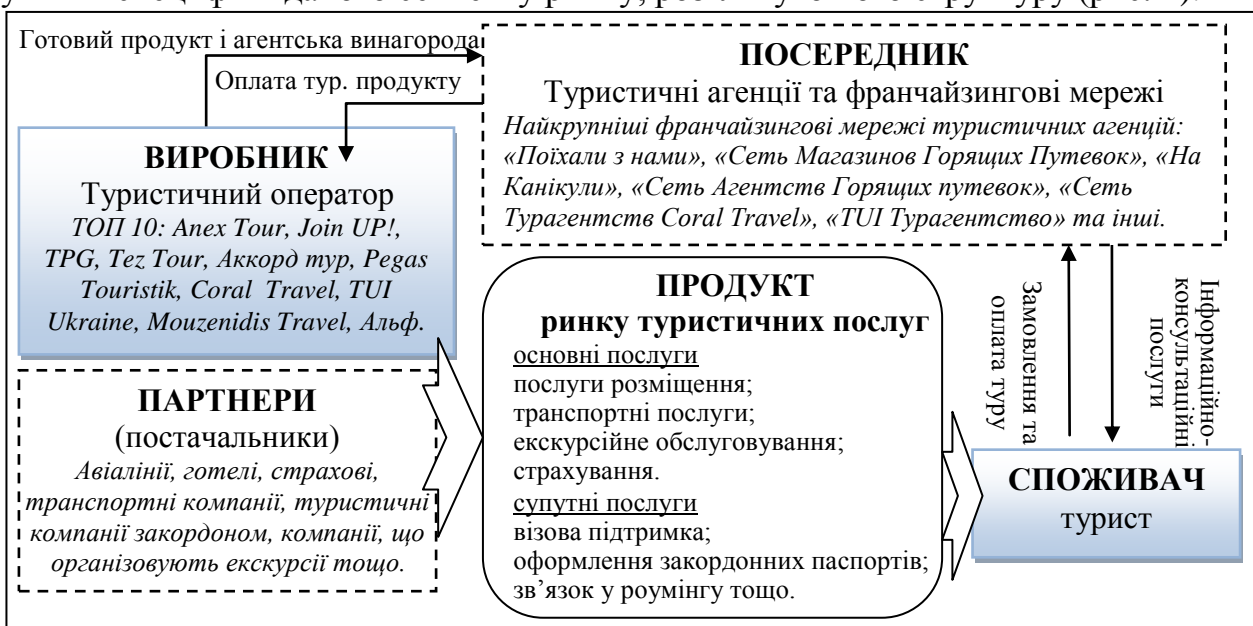 Готовий продукт і агентська винагорода
Оплата тур. продукту
ВИРОБНИК
Туристичний оператор
ТОП 10: Anex Tour, Join UP!,
TPG, Tez Tour, Аккорд тур, Pegas
Touristik, Coral Travel, TUI
Ukraine, Mouzenidis Travel, Альф.
ПАРТНЕРИ
(постачальники)
Авіалінії, готелі, страхові,
транспортні компанії, туристичні
компанії закордоном, компанії, що
організовують екскурсії тощо.
ПОСЕРЕДНИК
Туристичні агенції та франчайзингові мережі
Найкрупніші франчайзингові мережі туристичних агенцій:
«Поїхали з нами», «Сеть Магазинов Горящих Путевок», «На
Канікули», «Сеть Агентств Горящих путевок», «Сеть
Турагентств Coral Travel», «TUI Турагентство» та інші.
ПРОДУКТ
ринку туристичних послуг
основні послуги
послуги розміщення;
транспортні послуги;
екскурсійне обслуговування;
страхування.
супутні послуги
візова підтримка;
оформлення закордонних паспортів;
зв’язок у роумінгу тощо.
Замовлення та
оплата туру
Інформаційно-
консультаційні
послуги
СПОЖИВАЧ
турист